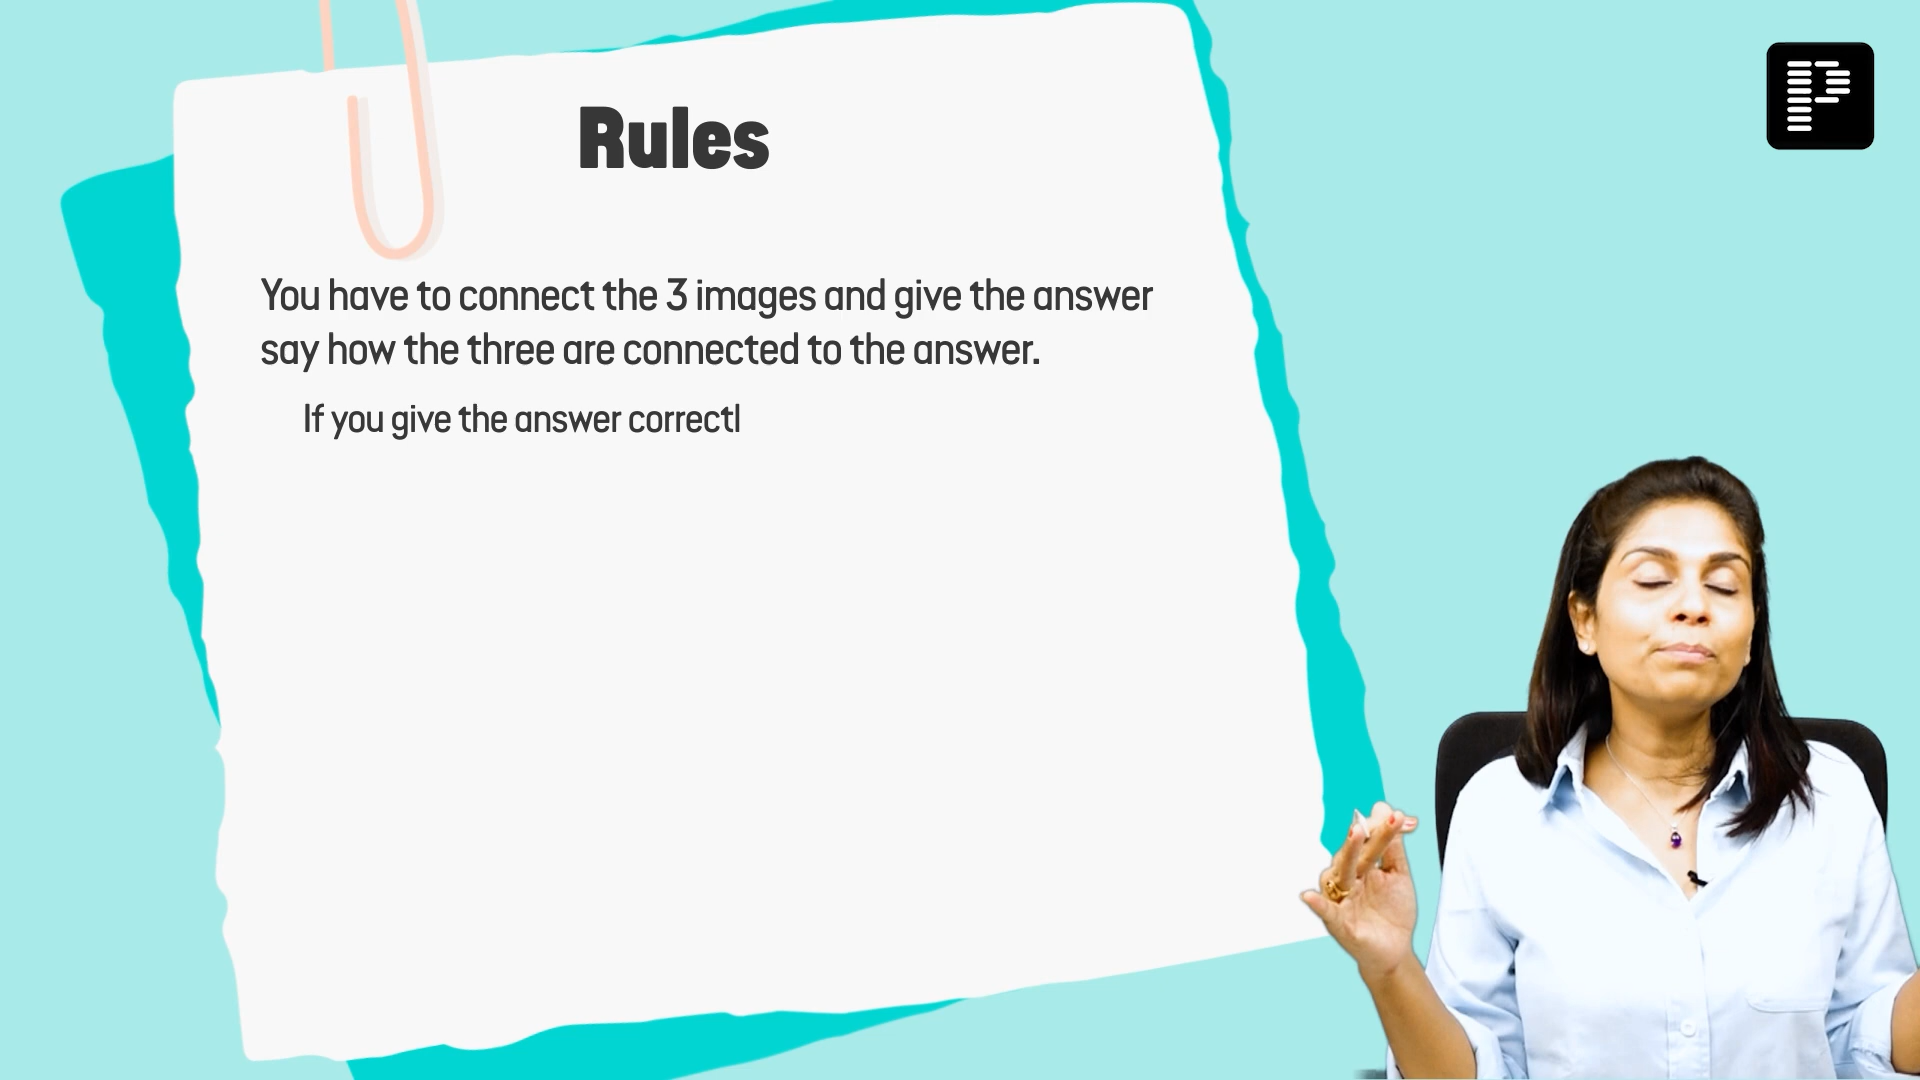 Rules
You have to connect the 3 images and give the answer
say how the three are connected to the answer.
If you give the answer correctl